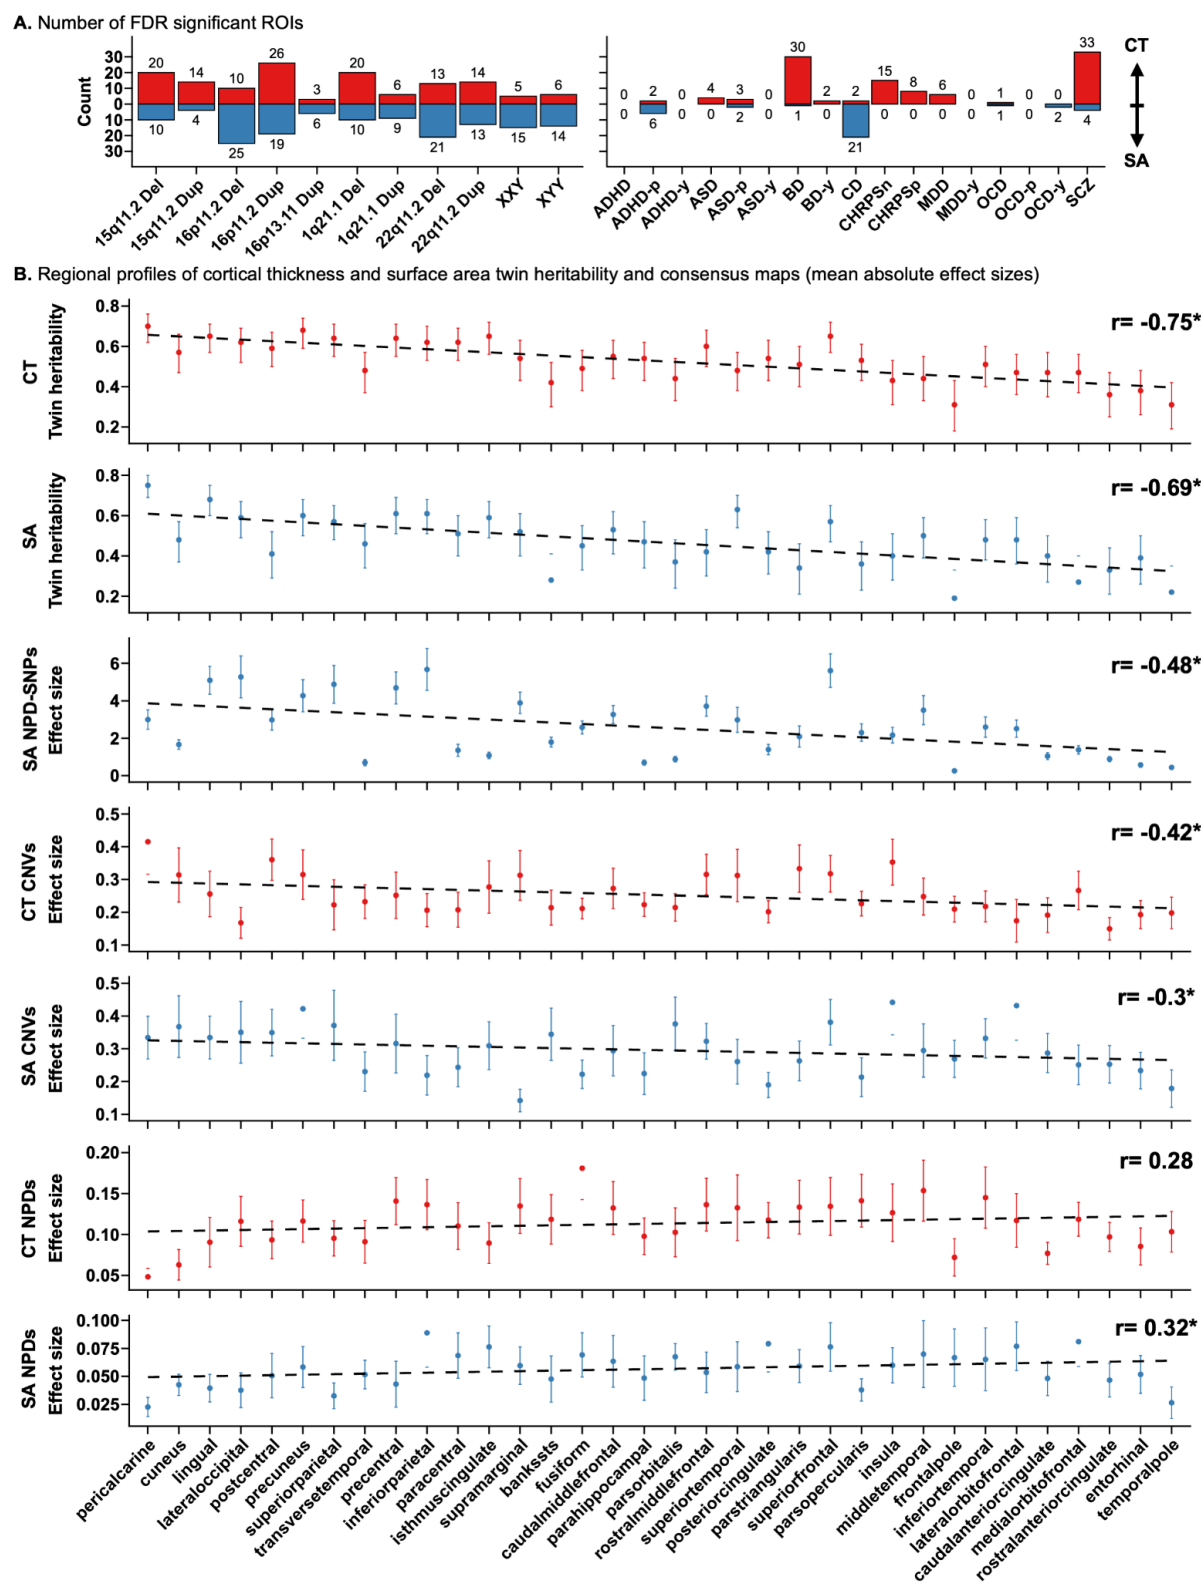 A. Number of FDR significant ROIs
Count
30
20
10
0
10
20
30
20 14 10 26 3 20 6 13 14 5 6
10 4 25 19 6 10 9 21 13 15 14
0 2 0 4 3 0 30 2 2 15 8 6 0 1 0 0 33
0 6 0 0 2 0 1 0 21 0 0 0 0 1 0 2 4
CT
SA
15q11.2 Del
15q11.2 Dup
16p11.2 Del
16p11.2 Dup
16p13.11 Dup
1q21.1 Del
1q21.1 Dup
22q11.2 Del
22q11.2 Dup
XXY
XYY
ADHD
ADHD-p
ADHD-y
ASD
ASD-p
ASD-y
BD
BD-y
CD
CHRPSn
CHRPSp
MDD
MDD-y
OCD
OCD-p
OCD-y
SCZ
B. Regional profiles of cortical thickness and surface area twin heritability and consensus maps (mean absolute effect sizes)
CT
Twin heritability
0.8
0.6
0.4
0.2
r= -0.75*
SA
Twin heritability
0.8
0.6
0.4
0.2
r= -0.69*
SA NPD-SNPs
Effect size
6
4
2
0
r= -0.48*
CT CNVs
Effect size
0.5
0.4
0.3
0.2
0.1
r= -0.42*
SA CNVs
Effect size
0.5
0.4
0.3
0.2
0.1
r= -0.3*
CT NPDs
Effect size
0.20
0.15
0.10
0.05
r= 0.28
SA NPDs
Effect size
0.100
0.075
0.050
0.025
r= 0.32*
pericalcarine
cuneus
lingual
lateraloccipital
postcentral
precuneus
superiorparietal
transversetemporal
precentral
inferiorparietal
paracentral
isthmuscingulate
supramarginal
bankssts
fusiform
caudalmiddlefrontal
parahippocampal
parsorbitalis
rostralmiddlefrontal
superiortemporal
posteriorcingulate
parstriangularis
superiorfrontal
parsopercularis
insula
middletemporal
frontalpole
inferiortemporal
lateralorbitofrontal
caudalanteriorcingulate
medialorbitofrontal
rostralanteriorcingulate
entorhinal
temporalpole